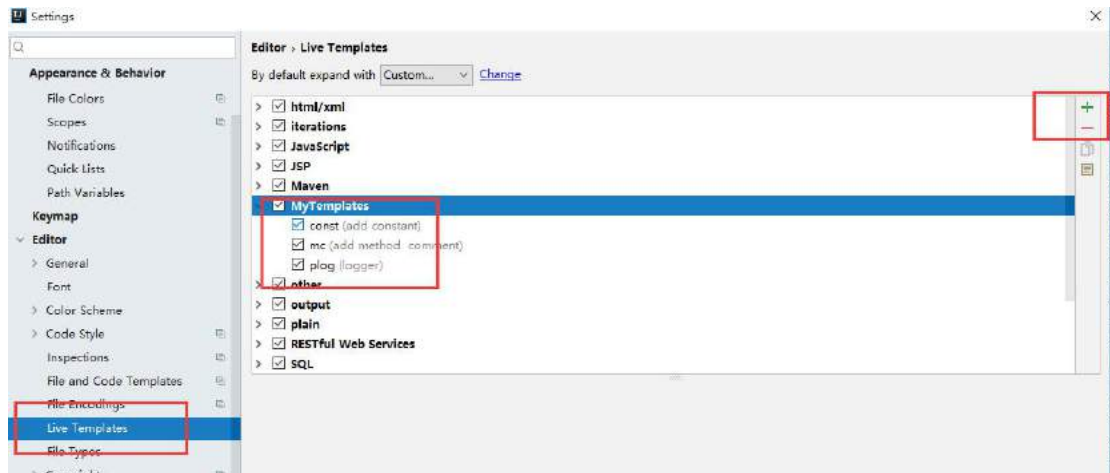 Settings
Appearance & Behavior
File Colors
Scopes
Notifications
Quick Lists
Path Variables
Keymap
Editor
General
Font
Color Scheme
Code Style
Inspections
File and Code Templates
File Encodings
Live Templates
File Types
Editor › Live Templates
By default expand with Custom... Change
html/xml
iterations
JavaScript
JSP
Maven
MyTemplates
const (add constant)
mc (add method comment)
plog (logger)
other
output
plain
RESTful Web Services
SQL